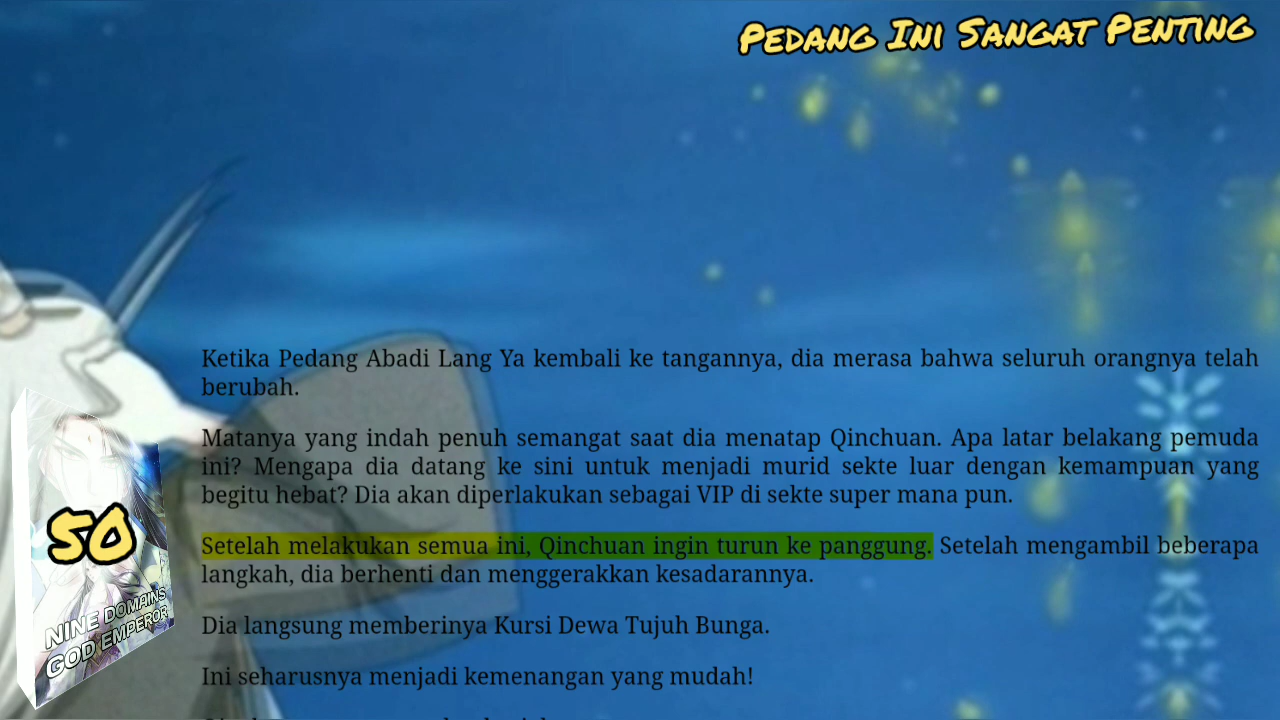 Pedang Ini Sangat Penting
Ketika Pedang Abadi Lang Ya kembali ke tangannya, dia merasa bahwa seluruh orangnya telah
berubah.
Matanya yang indah penuh semangat saat dia menatap Qinchuan. Apa latar belakang pemuda
ini? Mengapa dia datang ke sini untuk menjadi murid sekte luar dengan kemampuan yang
begitu hebat? Dia akan diperlakukan sebagai VIP di sekte super mana pun.
Setelah melakukan semua ini, Qinchuan ingin turun ke panggung. Setelah mengambil beberapa
langkah, dia berhenti dan menggerakkan kesadarannya.
Dia langsung memberinya Kursi Dewa Tujuh Bunga.
Ini seharusnya menjadi kemenangan yang mudah!
50
NINE DOMAINS
GOD EMPEROR